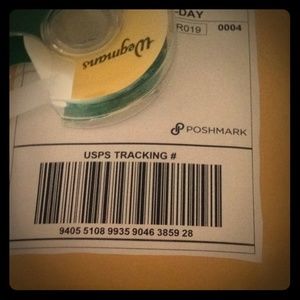 -DAY
R019
0004
Wegmans
POSHMARK
USPS TRACKING #
9405 5108 9935 9046 3859 28